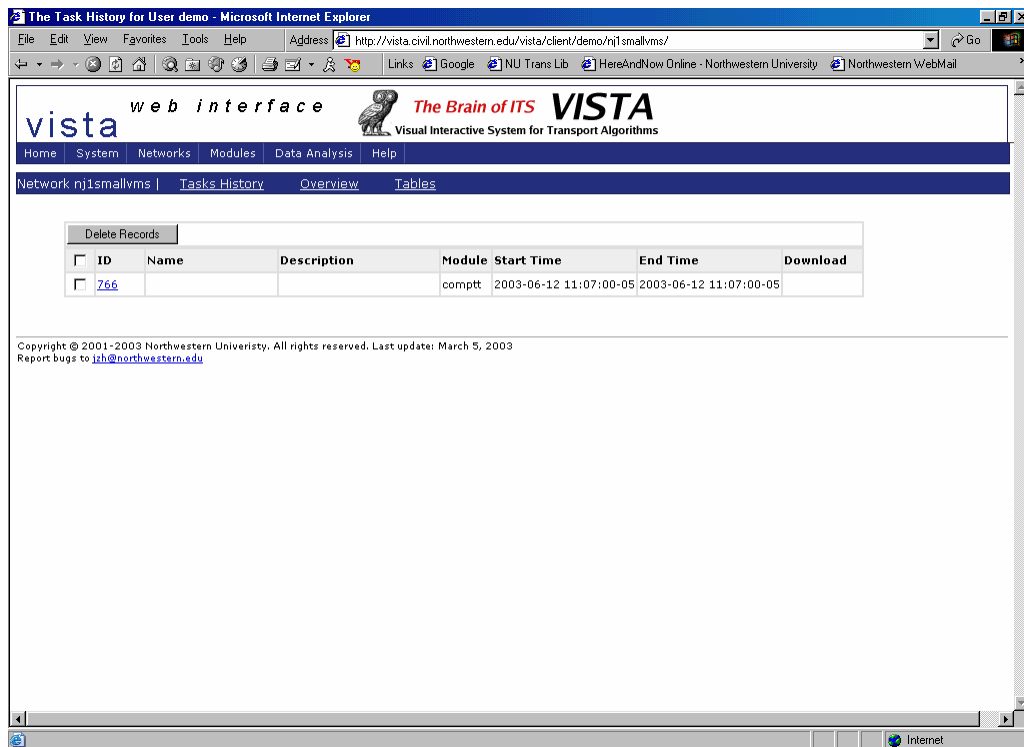 The Task History for User demo - Microsoft Internet Explorer
File Edit View Favorites Tools Help Address http://vista.civil.northwestern.edu/vista/client/demo/nj1smallvms/ Go
Links Google NU Trans Lib HereAndNow Online - Northwestern University Northwestern WebMail
vista web interface
The Brain of ITS VISTA
Visual Interactive System for Transport Algorithms
Home System Networks Modules Data Analysis Help
Network nj1smallvms | Tasks History Overview Tables
Delete Records
ID Name Description Module Start Time End Time Download
766 comptt 2003-06-12 11:07:00-05 2003-06-12 11:07:00-05
Copyright © 2001-2003 Northwestern Univeristy. All rights reserved. Last update: March 5, 2003
Report bugs to jzh@northwestern.edu
Internet